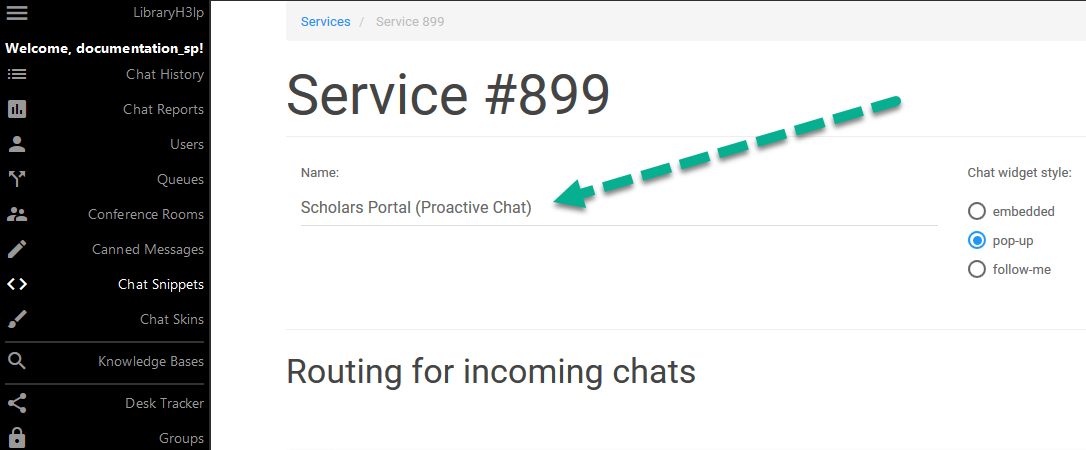 LibraryH3lp
Welcome, documentation_sp!
Chat History
Chat Reports
Users
Queues
Conference Rooms
Canned Messages
Chat Snippets
Chat Skins
Knowledge Bases
Desk Tracker
Groups
Services / Service 899
Service #899
Name:
Scholars Portal (Proactive Chat)
Chat widget style:
embedded
pop-up
follow-me
Routing for incoming chats